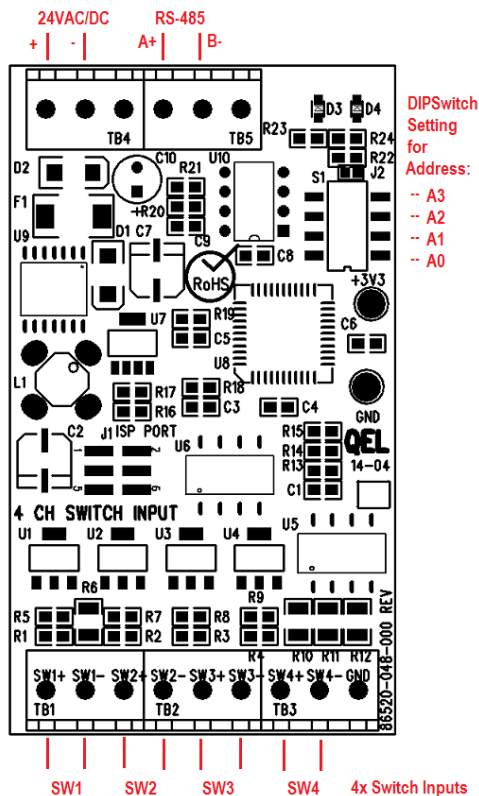 24VAC/DC RS-485
+ - A+ B-
TB4 TB5
D3 D4
DIPSwitch
Setting
for
Address:
R23 R24
R22
J2
S1
-- A3
-- A2
-- A1
-- A0
D2
C10
R21
U10
+R20
F1
U9
D1 C7
C9
C8
RoHS
+3V3
U7
R19
C5
U8
C6
L1
R17 R18
R16 C3 C4
GND
C2
J1 ISP PORT
1 2
5 6
U6
R15
R14
R13
C1
QEL
14-04
4 CH SWITCH INPUT
U1 U2 U3 U4 U5
R6
R9
R5 R7 R8
R1 R2 R3
R4 R10 R11 R12
86520-048-000 REV
SW1+ SW1- SW2+ SW2- SW3+ SW3- SW4+ SW4- GND
TB1 TB2 TB3
SW1 SW2 SW3 SW4 4x Switch Inputs